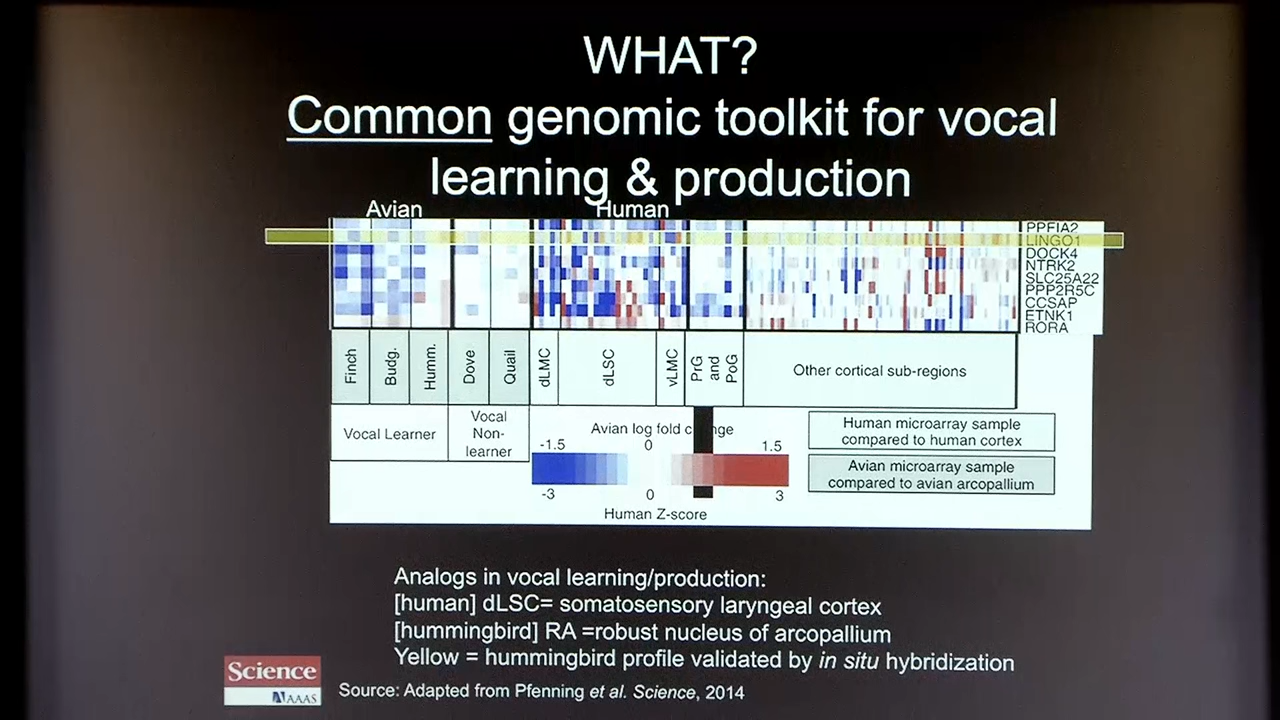 WHAT?
Common genomic toolkit for vocal
learning & production
Avian
Human
PPFIA2
LINGO1
DOCK4
NTRK2
SLC25A22
PPP2R5C
CCSAP
ETNK1
RORA
Finch
Budg.
Humm.
Dove
Quail
dLMC
dLSC
vLMC
PrG
and
PoG
Other cortical sub-regions
Vocal Learner
Vocal
Non-
learner
Avian log fold c nge
-1.5 0 1.5
-3 0 3
Human Z-score
Human microarray sample
compared to human cortex
Avian microarray sample
compared to avian arcopallium
Analogs in vocal learning/production:
[human] dLSC= somatosensory laryngeal cortex
[hummingbird] RA =robust nucleus of arcopallium
Yellow = hummingbird profile validated by in situ hybridization
Science
AAAS
Source: Adapted from Pfenning et al. Science, 2014